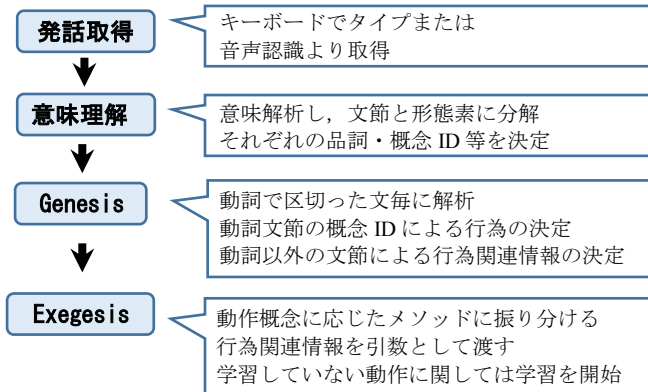 発話取得
キーボードでタイプまたは
音声認識より取得
意味理解
意味解析し，文節と形態素に分解
それぞれの品詞・概念 ID 等を決定
Genesis
動詞で区切った文毎に解析
動詞文節の概念 ID による行為の決定
動詞以外の文節による行為関連情報の決定
Exegesis
動作概念に応じたメソッドに振り分ける
行為関連情報を引数として渡す
学習していない動作に関しては学習を開始